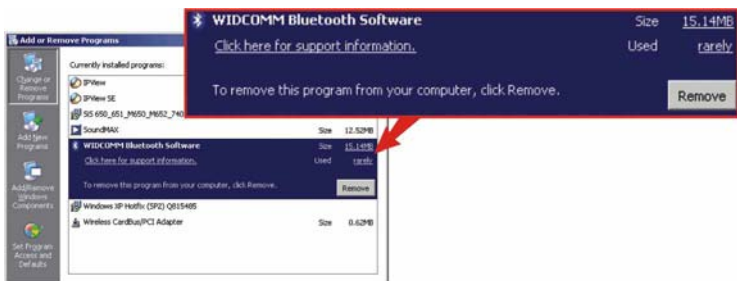 WIDCOMM Bluetooth Software Size 15.14MB
Click here for support information. Used rarely
To remove this program from your computer, click Remove. Remove
Add or Remove Programs
Change or Remove Programs
Add New Programs
Add/Remove Windows Components
Set Program Access and Defaults
Currently installed programs:
IPView
IPView SE
SiS 650_651_M650_M652_740
SoundMAX Size 12.52MB
WIDCOMM Bluetooth Software Size 15.14MB
Click here for support information. Used rarely
To remove this program from your computer, click Remove. Remove
Windows XP Hotfix (SP2) Q815485
Wireless CardBus/PCI Adapter Size 0.62MB